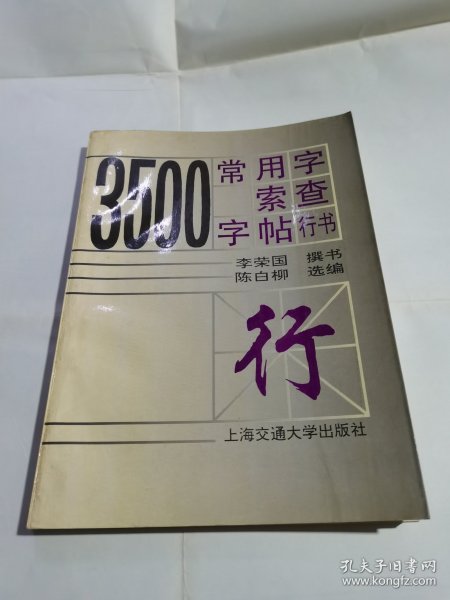 3500
常用字
索查
字帖行书
李荣国 撰书
陈白柳 选编
行
上海交通大学出版社
孔夫子旧书网
www.kongfz.com